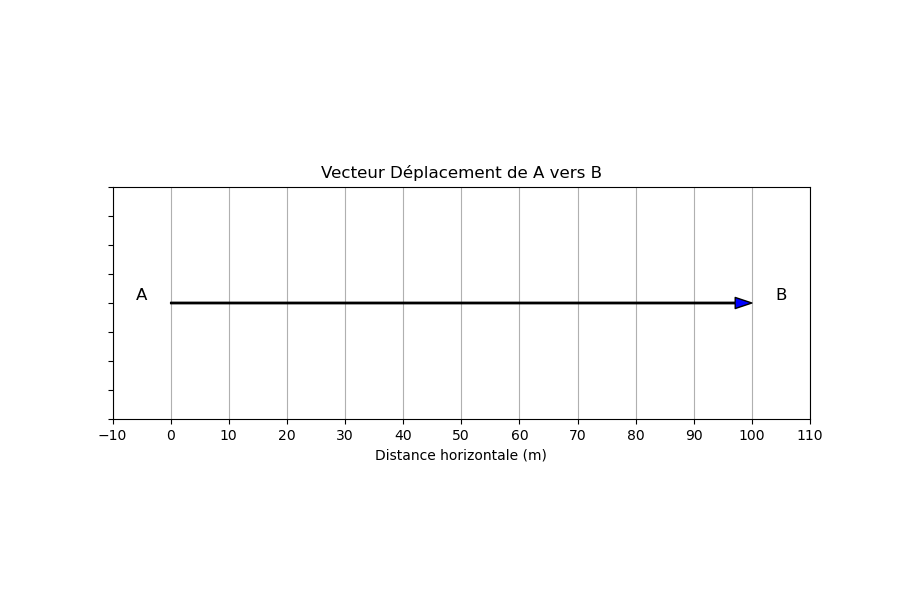 Vecteur Déplacement de A vers B
A
B
−10 0 10 20 30 40 50 60 70 80 90 100 110
Distance horizontale (m)